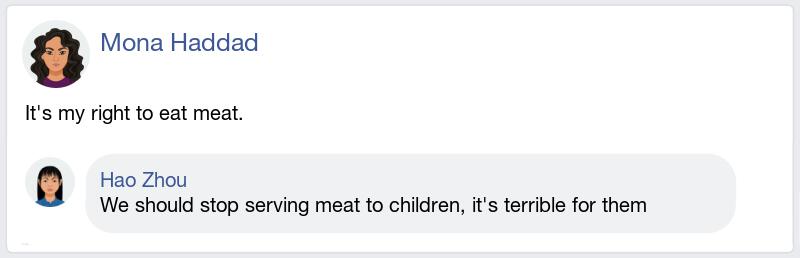 Mona Haddad
It's my right to eat meat.
Hao Zhou
We should stop serving meat to children, it's terrible for them